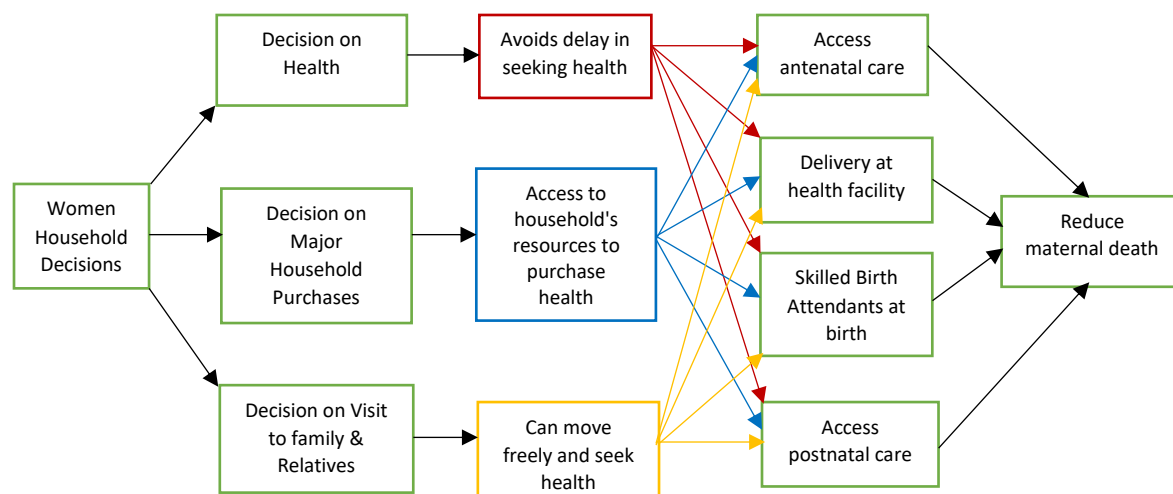 Women
Household
Decisions
Decision on
Health
Decision on
Major
Household
Purchases
Decision on Visit
to family &
Relatives
Avoids delay in
seeking health
Access to
household's
resources to
purchase
health
Can move
freely and seek
health
Access
antenatal care
Delivery at
health facility
Skilled Birth
Attendants at
birth
Access
postnatal care
Reduce
maternal death